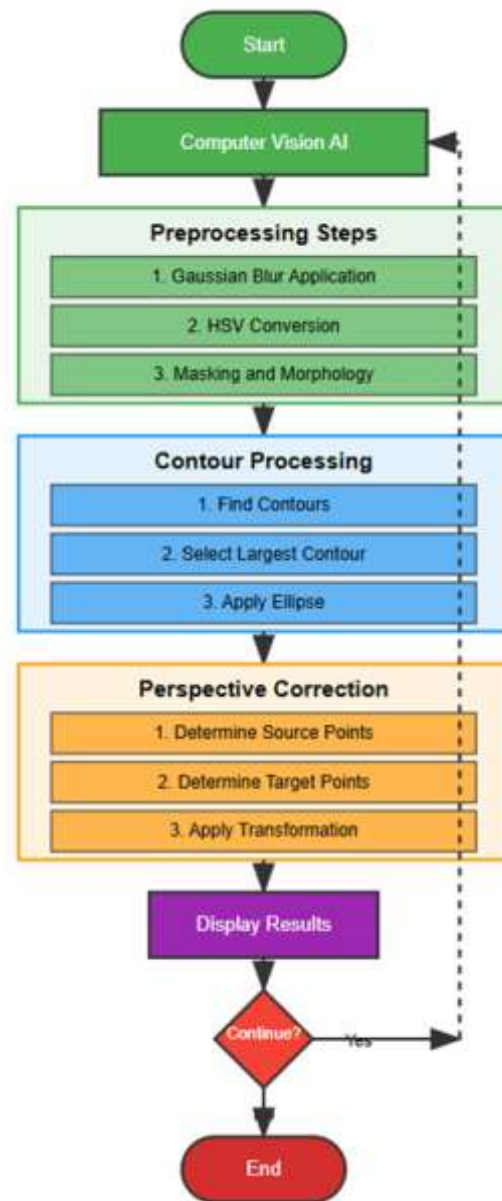 Start
Computer Vision AI
Preprocessing Steps
1. Gaussian Blur Application
2. HSV Conversion
3. Masking and Morphology
Contour Processing
1. Find Contours
2. Select Largest Contour
3. Apply Ellipse
Perspective Correction
1. Determine Source Points
2. Determine Target Points
3. Apply Transformation
Display Results
Continue?
Yes
End